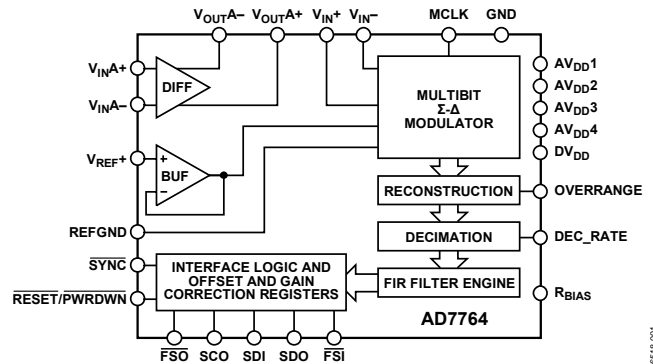 VOUTA– VOUTA+ VIN+ VIN– MCLK GND
VINA+
DIFF
VINA–
MULTIBIT
Σ-Δ
MODULATOR
AVDD1
AVDD2
AVDD3
AVDD4
DVDD
VREF+
+
BUF
–
RECONSTRUCTION
OVERRANGE
REFGND
DECIMATION
DEC_RATE
SYNC
INTERFACE LOGIC AND
OFFSET AND GAIN
CORRECTION REGISTERS
FIR FILTER ENGINE
RESET/PWRDWN
RBIAS
AD7764
FSO SCO SDI SDO FSI